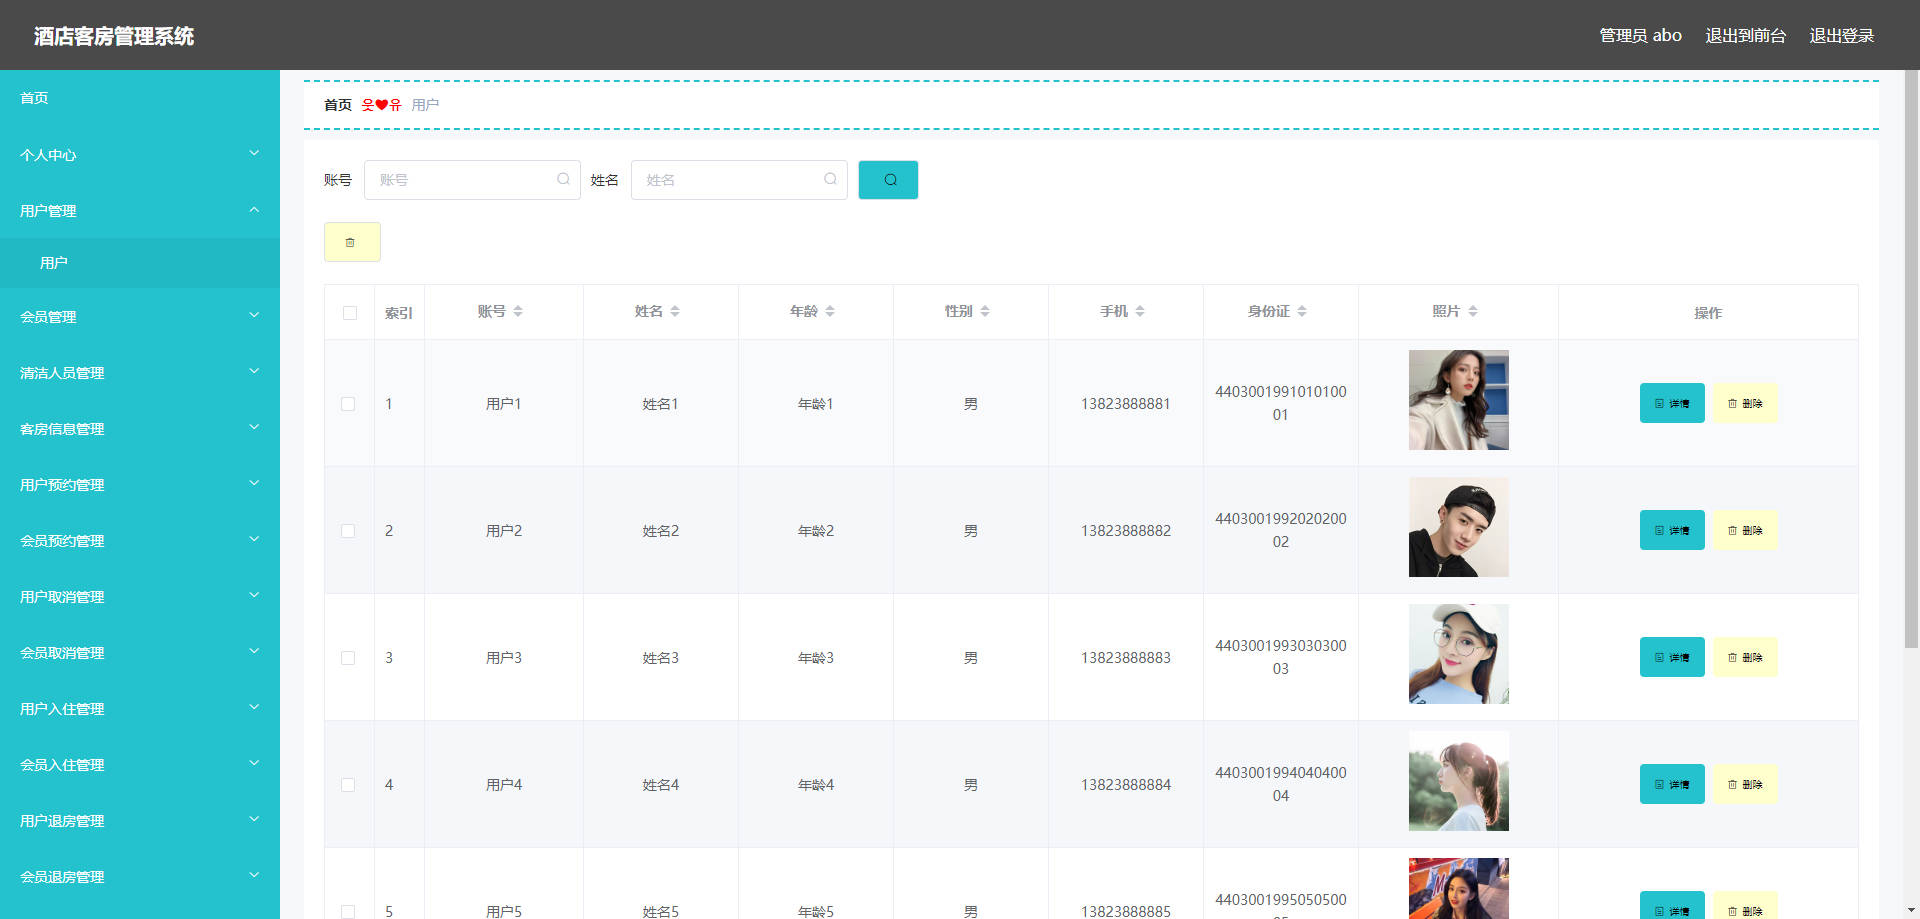 酒店客房管理系统
管理员 abo 退出到前台 退出登录
首页
个人中心
用户管理
用户
会员管理
清洁人员管理
客房信息管理
用户预约管理
会员预约管理
用户取消管理
会员取消管理
用户入住管理
会员入住管理
用户退房管理
会员退房管理
首页 웃❤유 用户
账号 账号 姓名 姓名
索引 账号 姓名 年龄 性别 手机 身份证 照片 操作
1 用户1 姓名1 年龄1 男 13823888881 4403001991010100
01
详情 删除
2 用户2 姓名2 年龄2 男 13823888882 4403001992020200
02
详情 删除
3 用户3 姓名3 年龄3 男 13823888883 4403001993030300
03
详情 删除
4 用户4 姓名4 年龄4 男 13823888884 4403001994040400
04
详情 删除
5 用户5 姓名5 年龄5 男 13823888885 4403001995050500
详情 删除